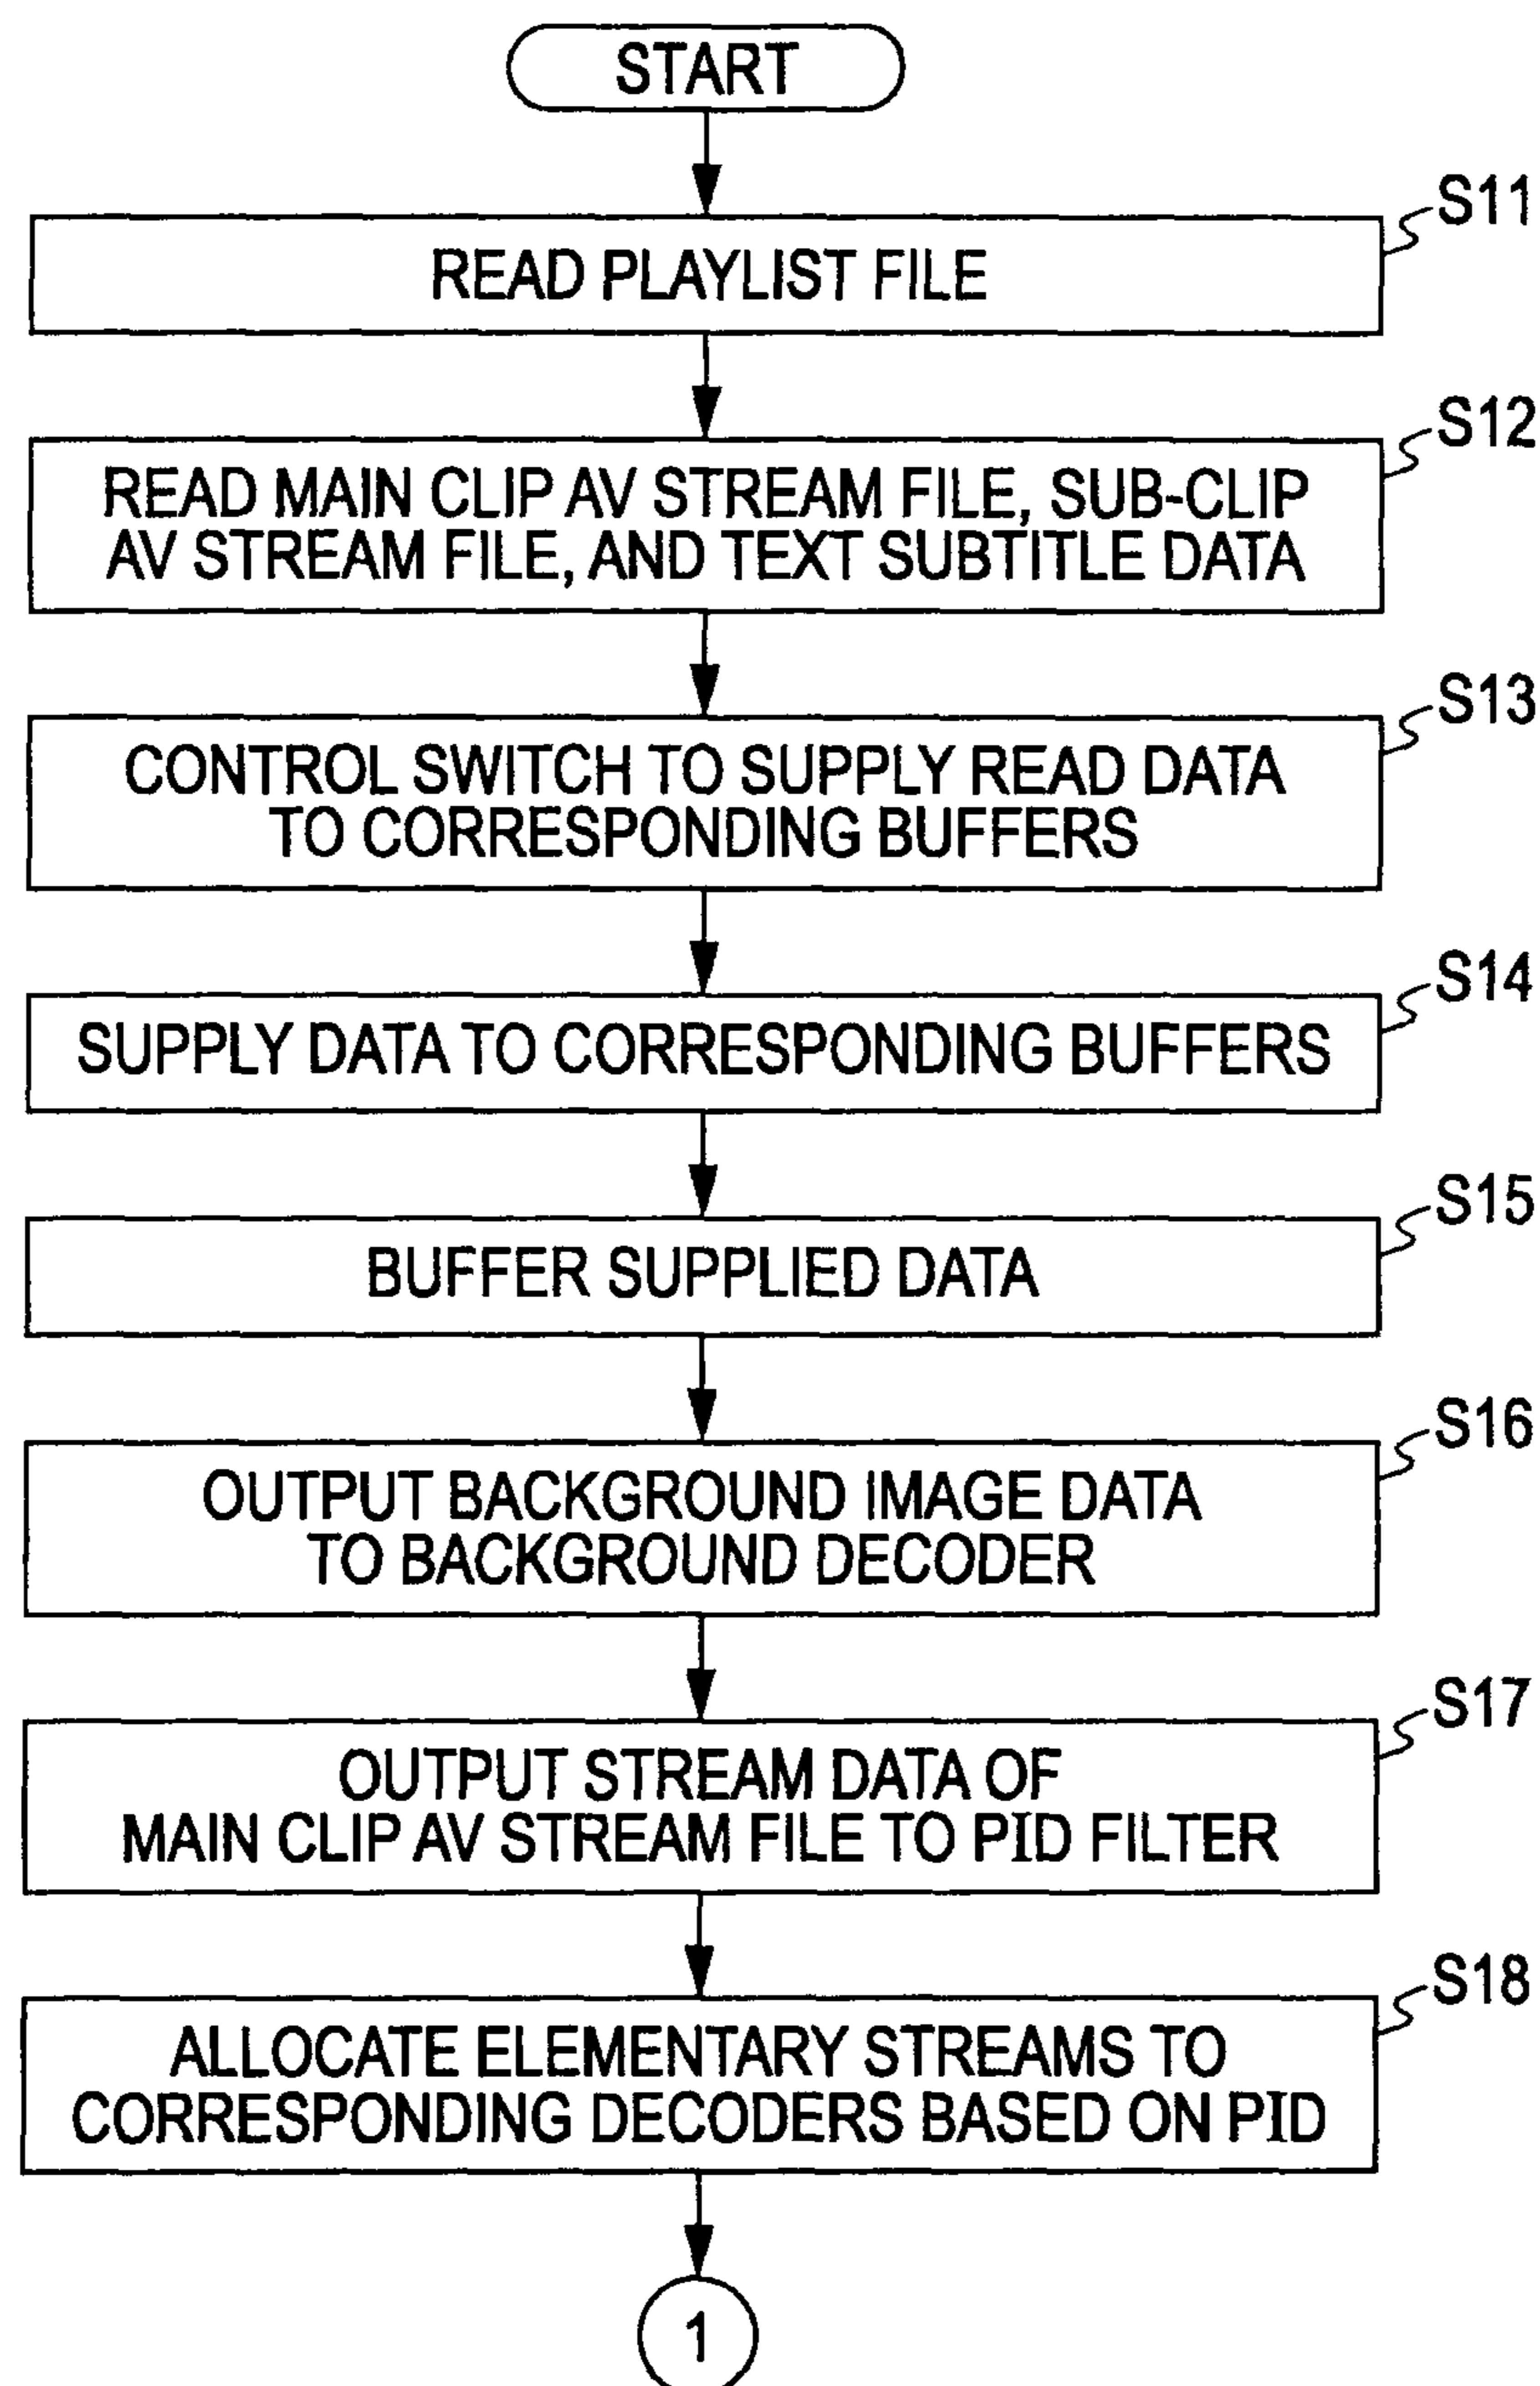 START
S11
READ PLAYLIST FILE
S12
READ MAIN CLIP AV STREAM FILE, SUB-CLIP
AV STREAM FILE, AND TEXT SUBTITLE DATA
S13
CONTROL SWITCH TO SUPPLY READ DATA
TO CORRESPONDING BUFFERS
S14
SUPPLY DATA TO CORRESPONDING BUFFERS
S15
BUFFER SUPPLIED DATA
S16
OUTPUT BACKGROUND IMAGE DATA
TO BACKGROUND DECODER
S17
OUTPUT STREAM DATA OF
MAIN CLIP AV STREAM FILE TO PID FILTER
S18
ALLOCATE ELEMENTARY STREAMS TO
CORRESPONDING DECODERS BASED ON PID
1